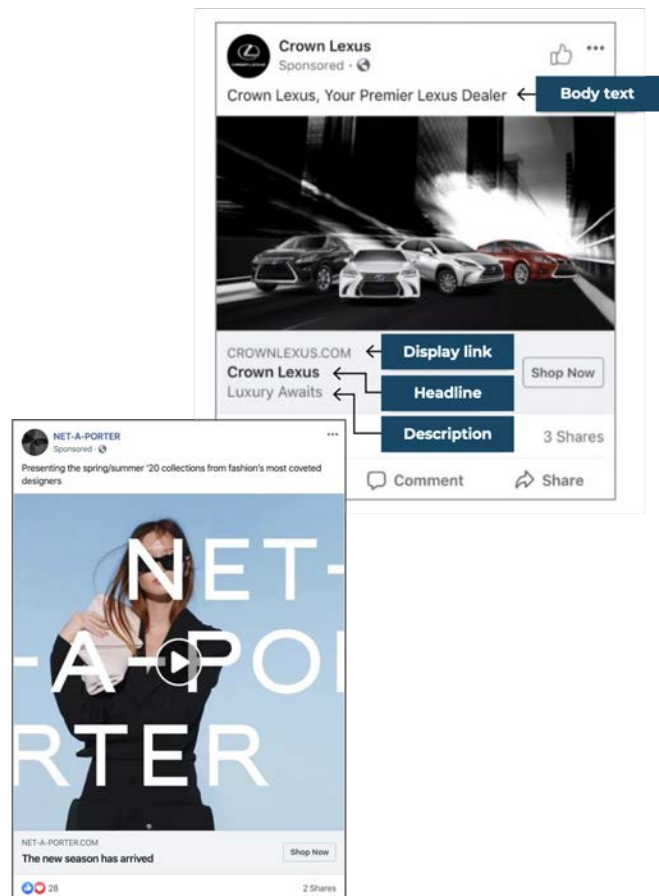 Crown Lexus
Sponsored ·
Crown Lexus, Your Premier Lexus Dealer
Body text
CROWNLEXUS.COM
Display link
Crown Lexus
Headline
Luxury Awaits
Description
Shop Now
3 Shares
Comment
Share
NET-A-PORTER
Sponsored ·
Presenting the spring/summer '20 collections from fashion's most coveted
designers
NET-
-A-POI
RTER
NET-A-PORTER.COM
The new season has arrived
Shop Now
28
2 Shares